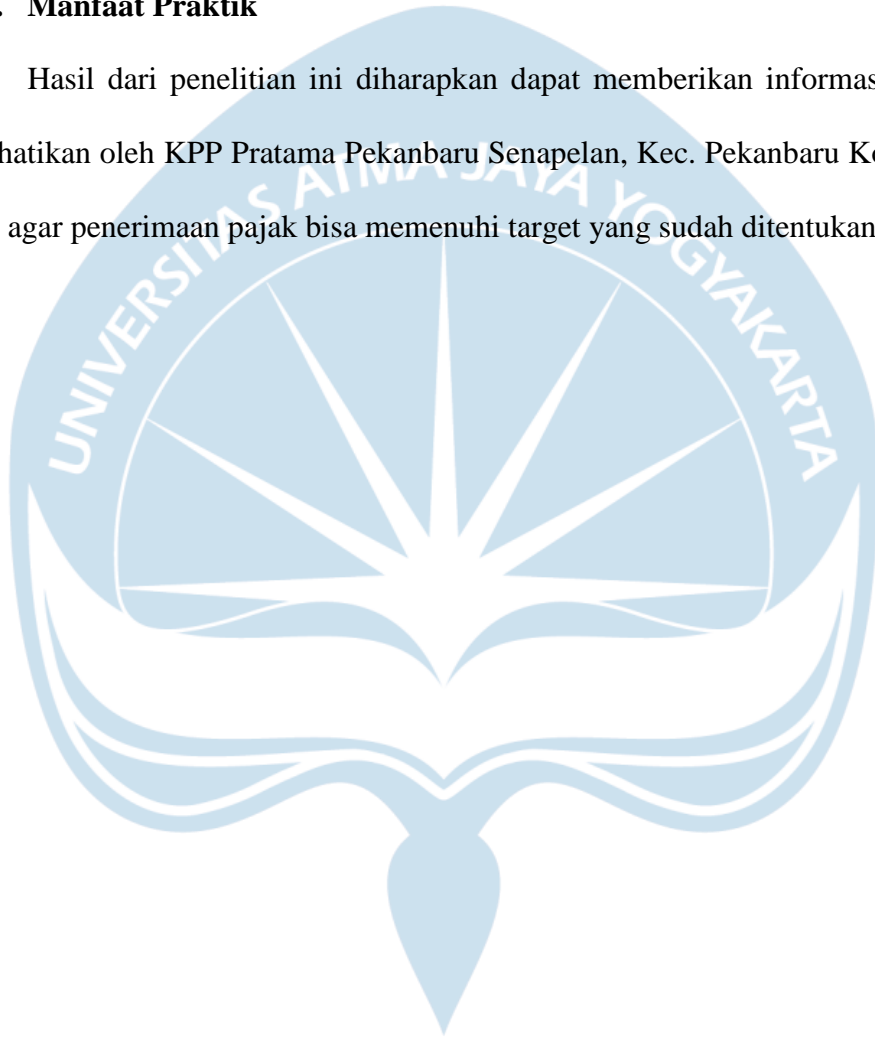 . Manfaat Praktik
Hasil dari penelitian ini diharapkan dapat memberikan informas
hatikan oleh KPP Pratama Pekanbaru Senapelan, Kec. Pekanbaru K
agar penerimaan pajak bisa memenuhi target yang sudah ditentukan
UNIVERSITAS ATMA JAYA YOGYAKARTA